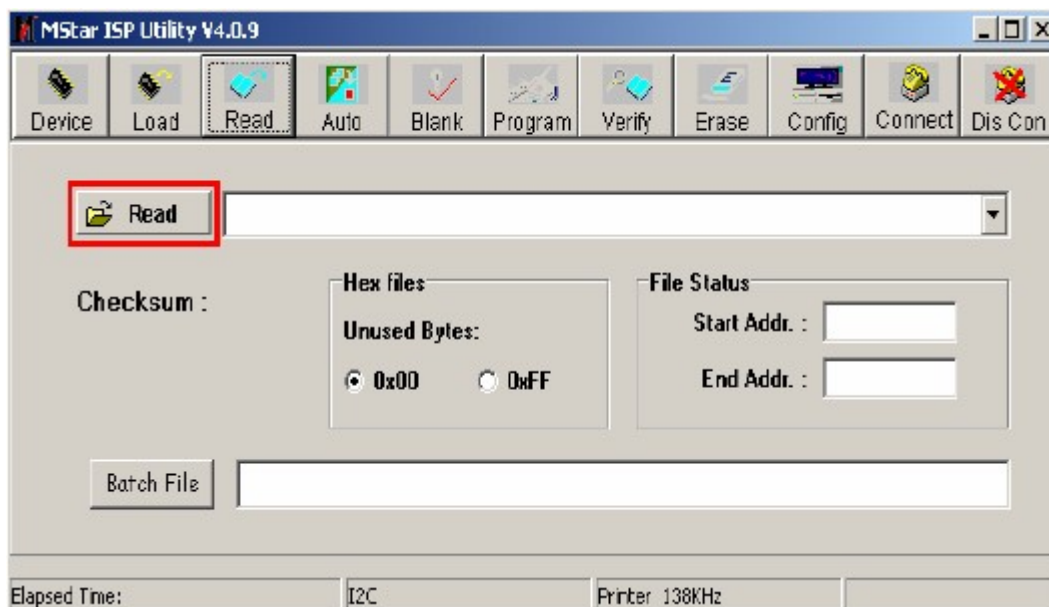 MStar ISP Utility V4.0.9
Device Load Read Auto Blank Program Verify Erase Config Connect Dis Con
Read
Checksum :
Hex files
Unused Bytes:
0x00 0xFF
File Status
Start Addr. :
End Addr. :
Batch File
Elapsed Time: I2C Printer 138KHz